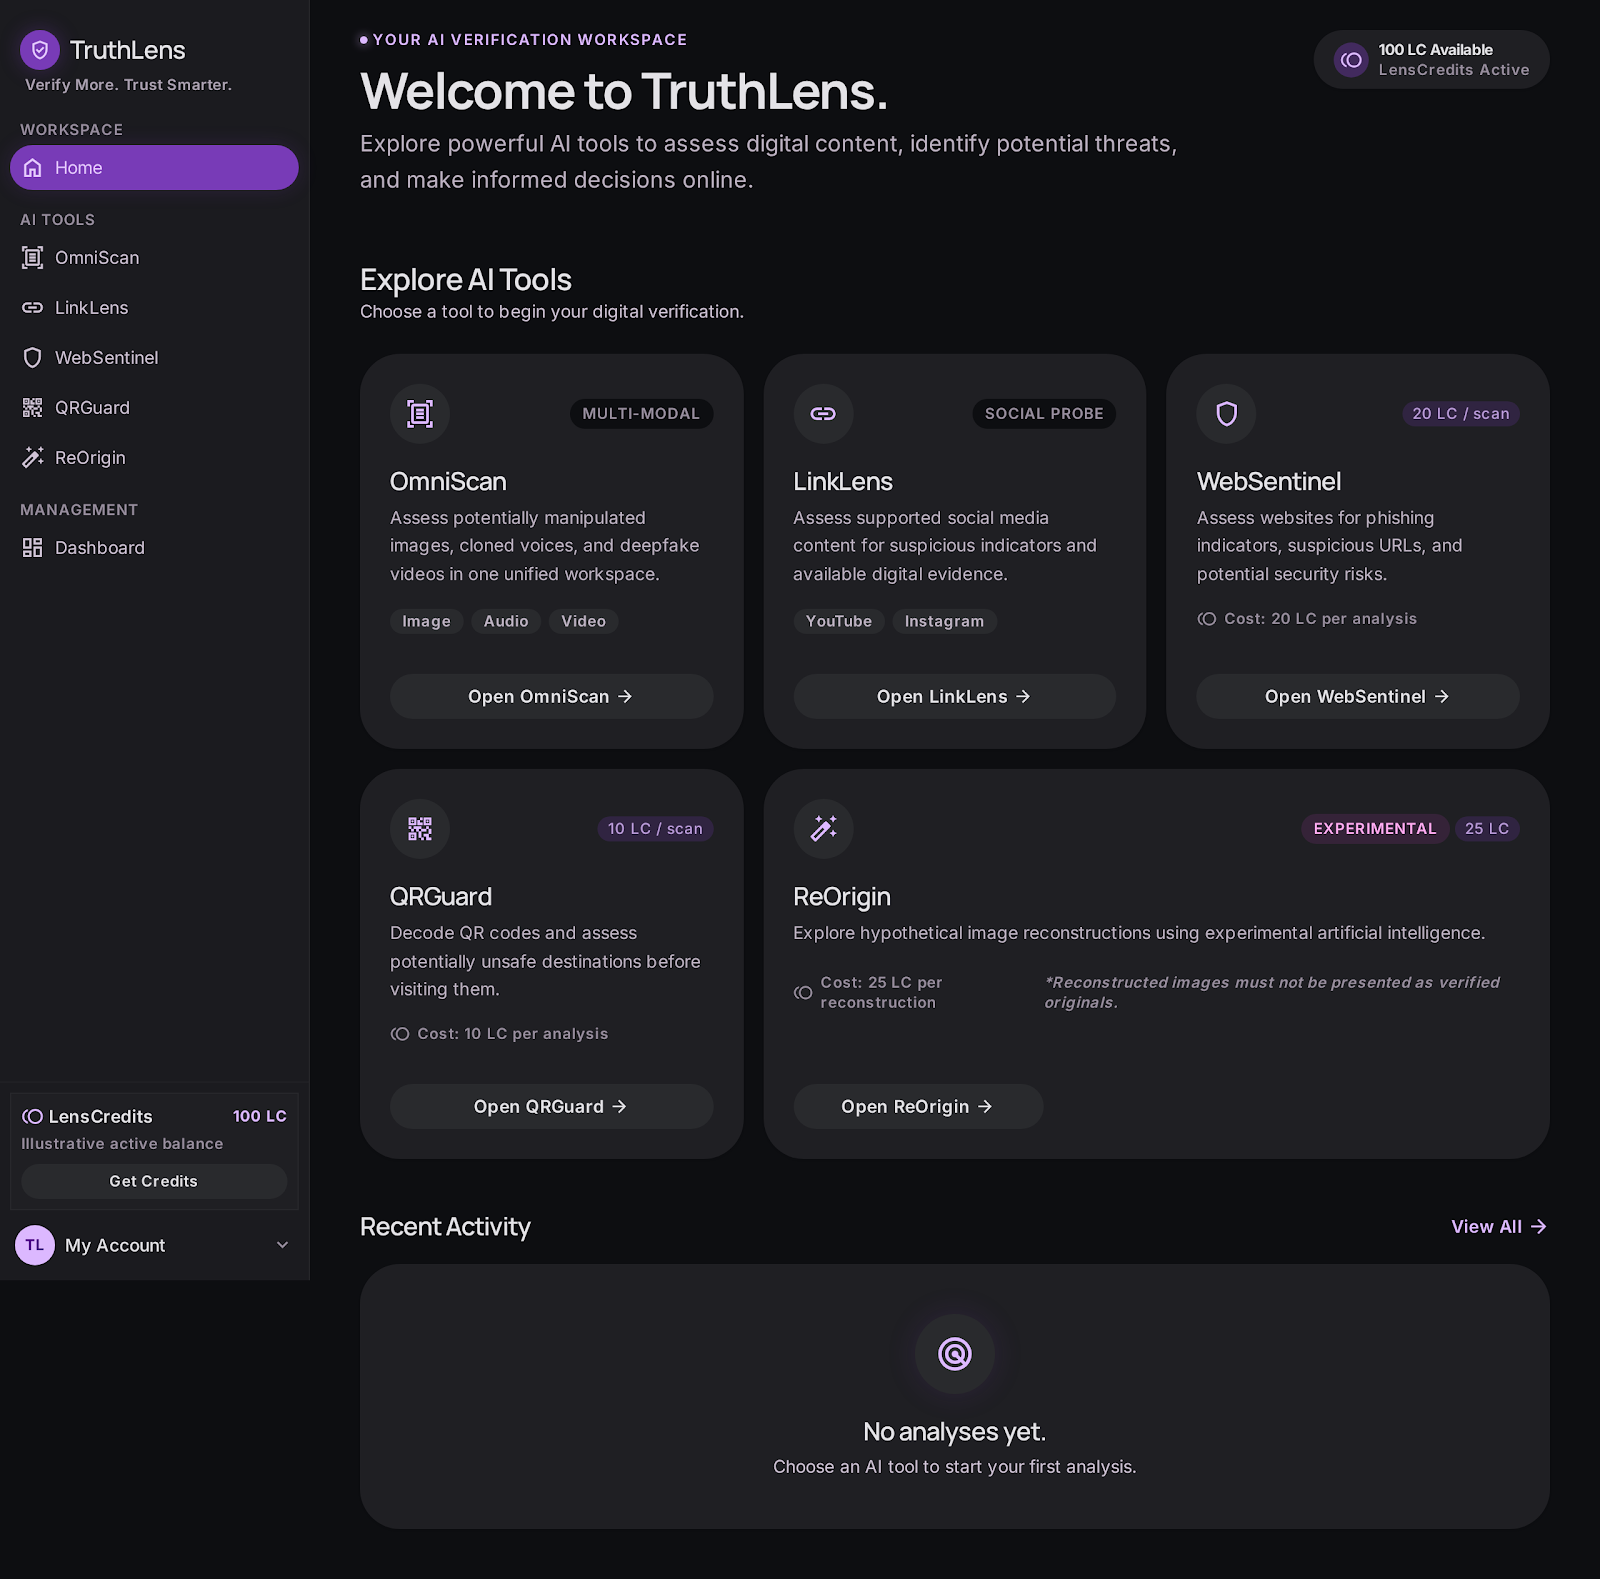 TruthLens
Verify More. Trust Smarter.
WORKSPACE
Home
AI TOOLS
OmniScan
LinkLens
WebSentinel
QRGuard
ReOrigin
MANAGEMENT
Dashboard
LensCredits 100 LC
Illustrative active balance
Get Credits
TL My Account
YOUR AI VERIFICATION WORKSPACE
Welcome to TruthLens.
Explore powerful AI tools to assess digital content, identify potential threats,
and make informed decisions online.
100 LC Available
LensCredits Active
Explore AI Tools
Choose a tool to begin your digital verification.
MULTI-MODAL
OmniScan
Assess potentially manipulated
images, cloned voices, and deepfake
videos in one unified workspace.
Image Audio Video
Open OmniScan →
SOCIAL PROBE
LinkLens
Assess supported social media
content for suspicious indicators and
available digital evidence.
YouTube Instagram
Open LinkLens →
20 LC / scan
WebSentinel
Assess websites for phishing
indicators, suspicious URLs, and
potential security risks.
Cost: 20 LC per analysis
Open WebSentinel →
10 LC / scan
QRGuard
Decode QR codes and assess
potentially unsafe destinations before
visiting them.
Cost: 10 LC per analysis
Open QRGuard →
EXPERIMENTAL 25 LC
ReOrigin
Explore hypothetical image reconstructions using experimental artificial intelligence.
Cost: 25 LC per
reconstruction
*Reconstructed images must not be presented as verified
originals.
Open ReOrigin →
Recent Activity
View All →
No analyses yet.
Choose an AI tool to start your first analysis.